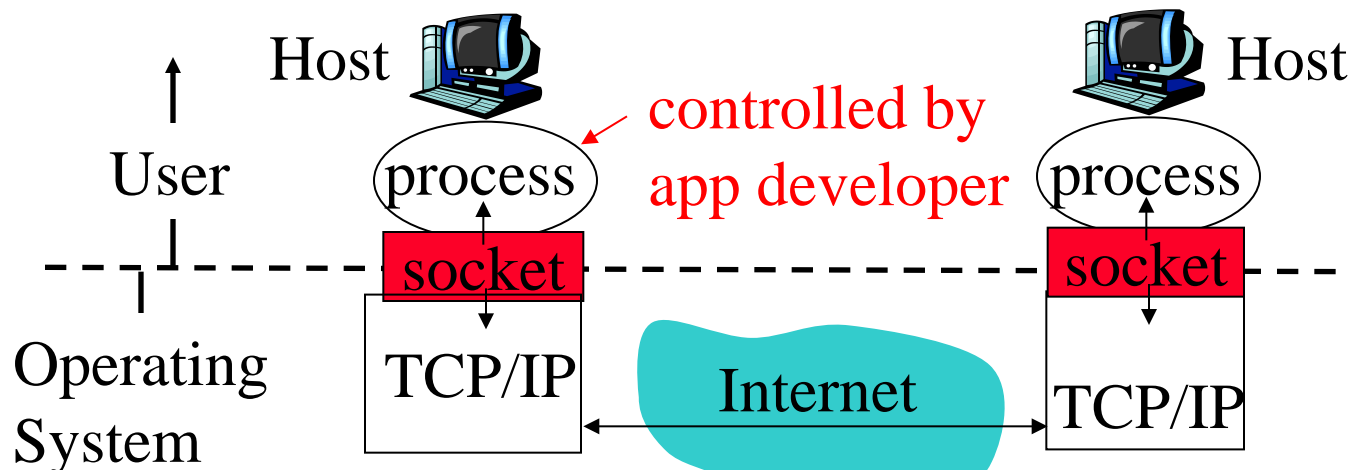 Host
Host
controlled by
app developer
User
process
process
socket
socket
Operating
System
TCP/IP
Internet
TCP/IP